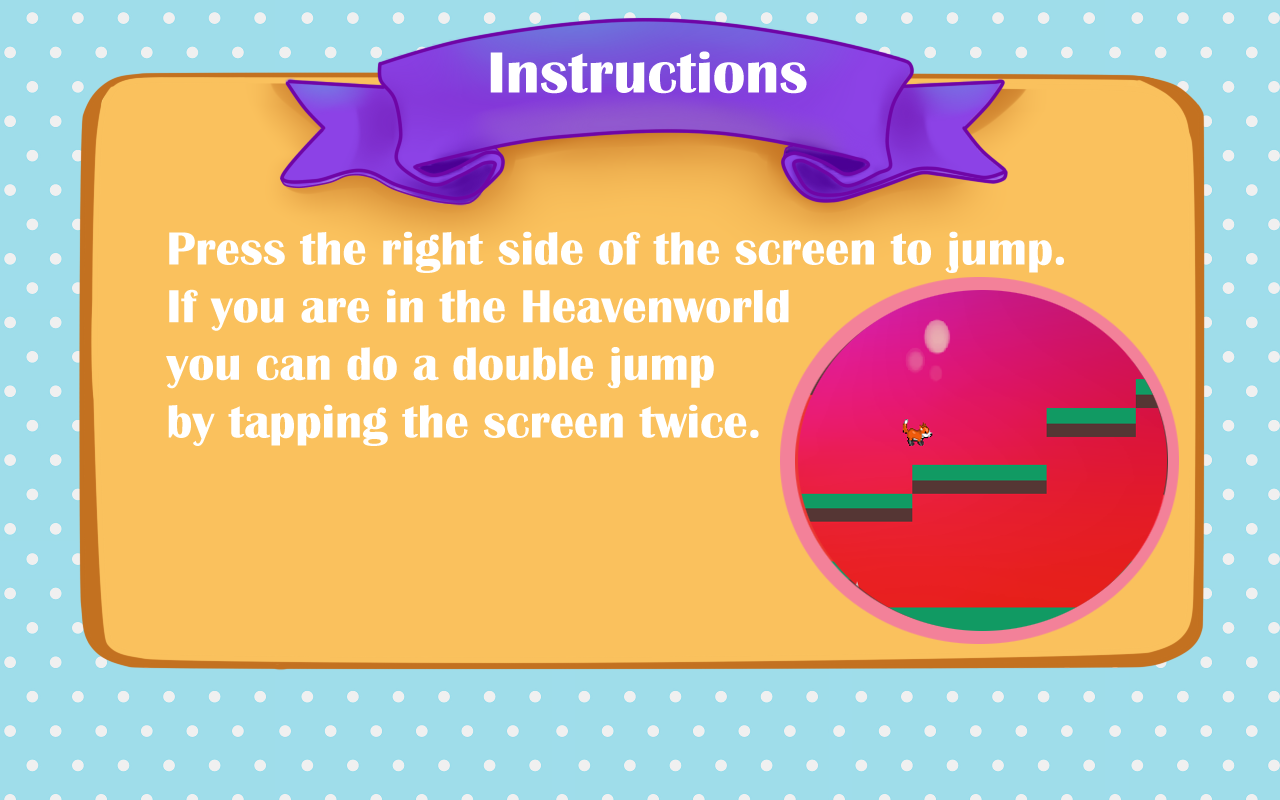 Instructions
Press the right side of the screen to jump.
If you are in the Heavenworld
you can do a double jump
by tapping the screen twice.